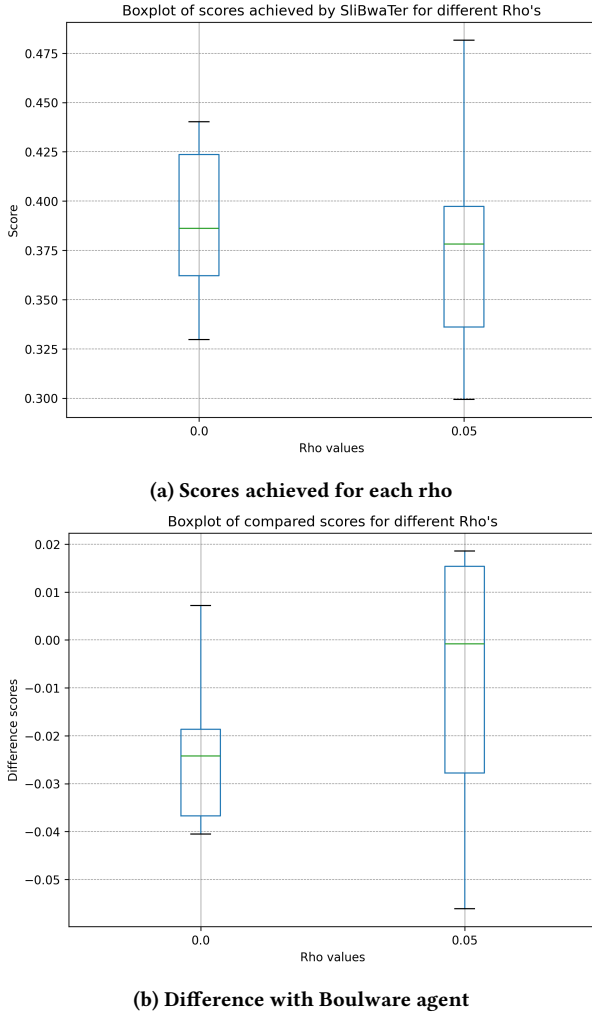 Boxplot of scores achieved by SliBwaTer for different Rho's
0.475
0.450
0.425
0.400
0.375
0.350
0.325
0.300
Score
0.0 0.05
Rho values
(a) Scores achieved for each rho
Boxplot of compared scores for different Rho's
0.02
0.01
0.00
−0.01
−0.02
−0.03
−0.04
−0.05
Difference scores
0.0 0.05
Rho values
(b) Difference with Boulware agent